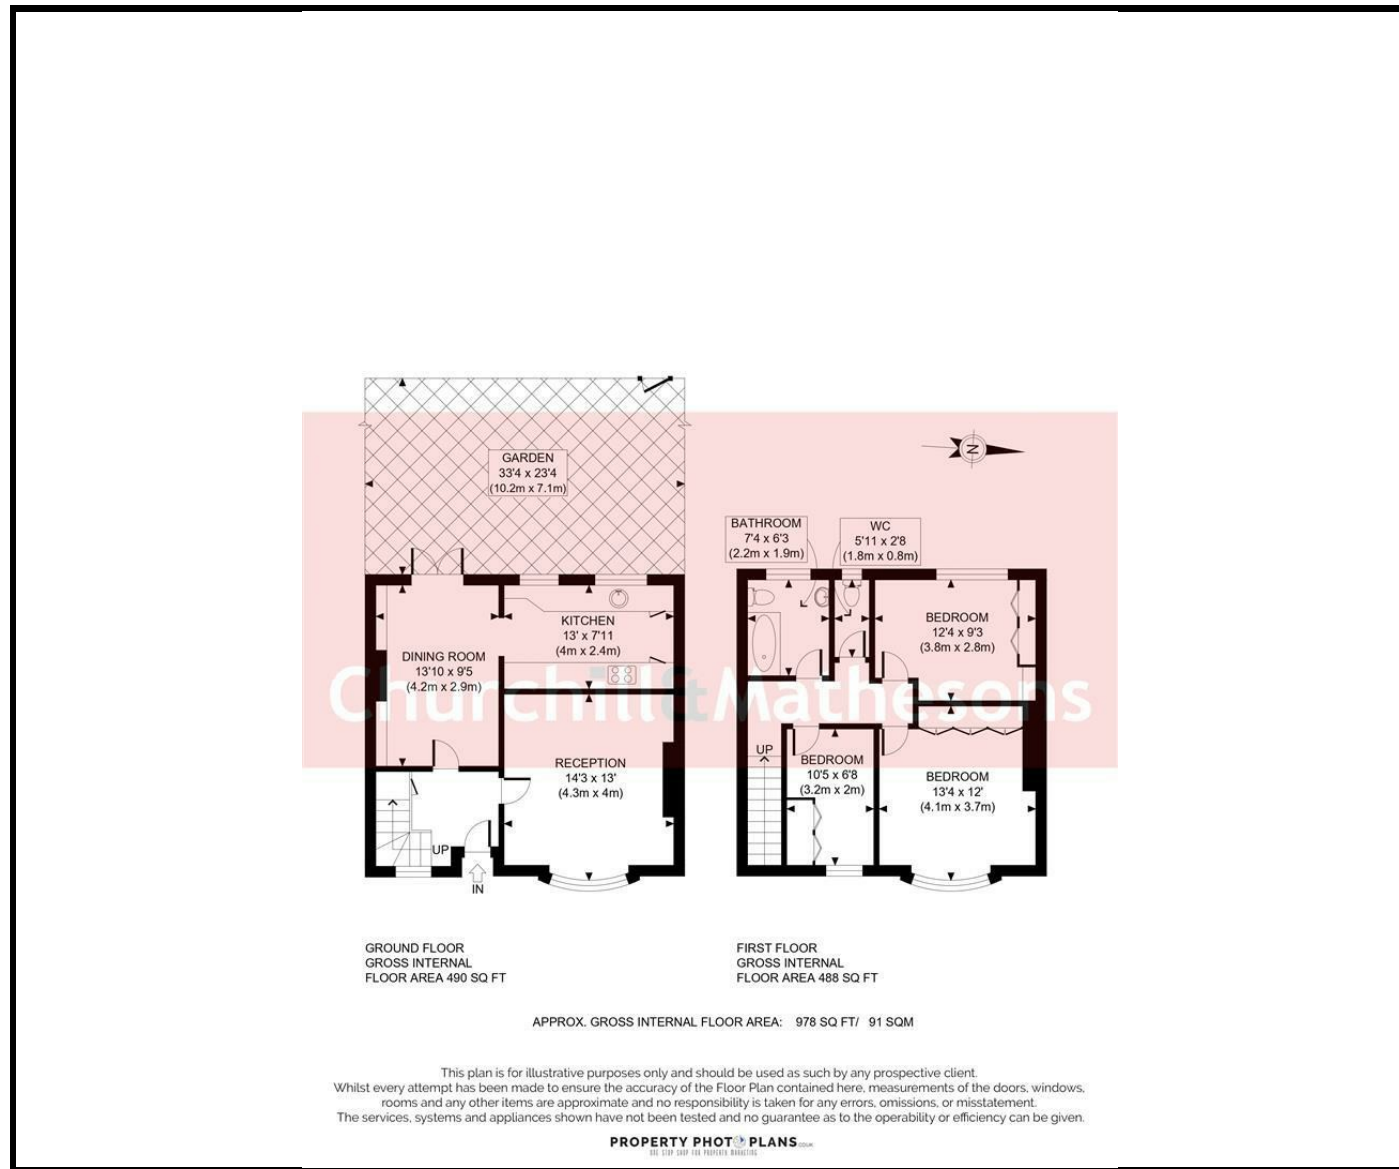 GARDEN
33'4 x 23'4
(10.2m x 7.1m)
N
BATHROOM
7'4 x 6'3
(2.2m x 1.9m)
WC
5'11 x 2'8
(1.8m x 0.8m)
KITCHEN
13' x 7'11
(4m x 2.4m)
BEDROOM
12'4 x 9'3
(3.8m x 2.8m)
DINING ROOM
13'10 x 9'5
(4.2m x 2.9m)
Churchill&Mathesons
RECEPTION
14'3 x 13'
(4.3m x 4m)
UP
BEDROOM
10'5 x 6'8
(3.2m x 2m)
BEDROOM
13'4 x 12'
(4.1m x 3.7m)
UP
IN
GROUND FLOOR
GROSS INTERNAL
FLOOR AREA 490 SQ FT
FIRST FLOOR
GROSS INTERNAL
FLOOR AREA 488 SQ FT
APPROX. GROSS INTERNAL FLOOR AREA: 978 SQ FT/ 91 SQM
This plan is for illustrative purposes only and should be used as such by any prospective client.
Whilst every attempt has been made to ensure the accuracy of the Floor Plan contained here, measurements of the doors, windows,
rooms and any other items are approximate and no responsibility is taken for any errors, omissions, or misstatement.
The services, systems and appliances shown have not been tested and no guarantee as to the operability or efficiency can be given.
PROPERTY PHOTO PLANS.CO.UK
ONE STOP SHOP FOR PROPERTY MARKETING